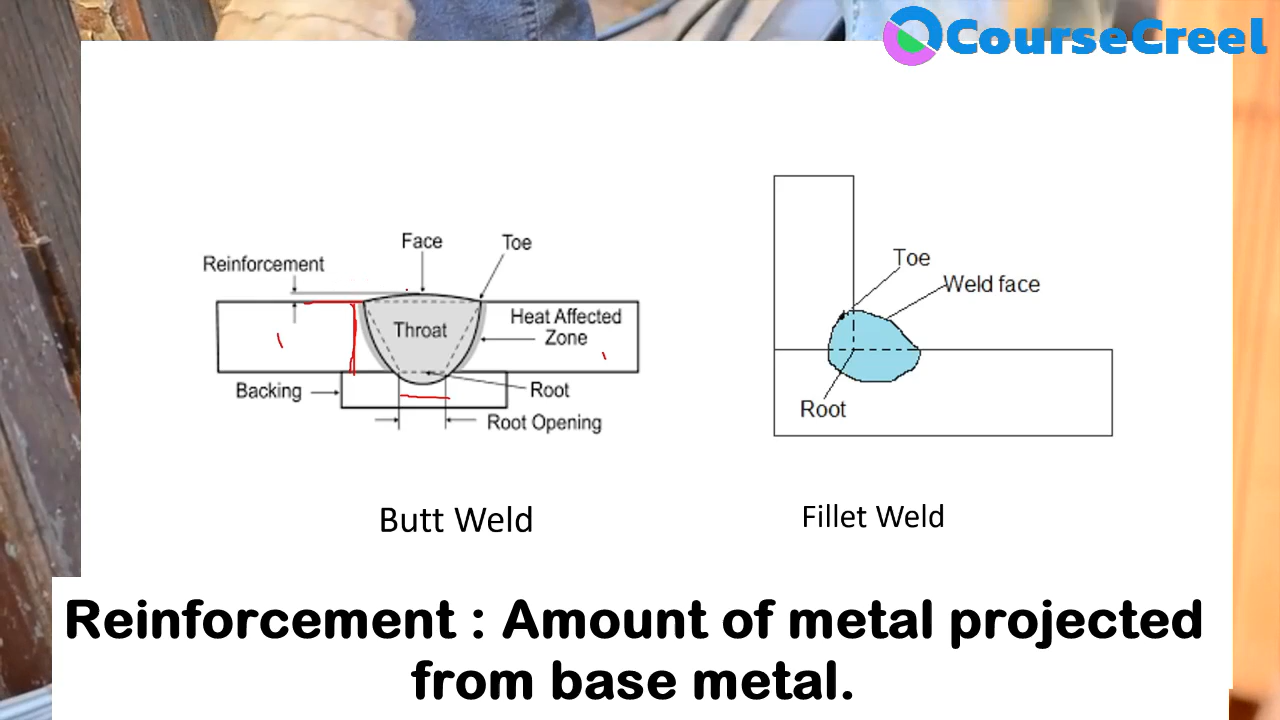 CourseCreel
Face
Toe
Reinforcement
Throat
Heat Affected
Zone
Backing
Root
Root Opening
Butt Weld
Toe
Weld face
Root
Fillet Weld
Reinforcement : Amount of metal projected
from base metal.